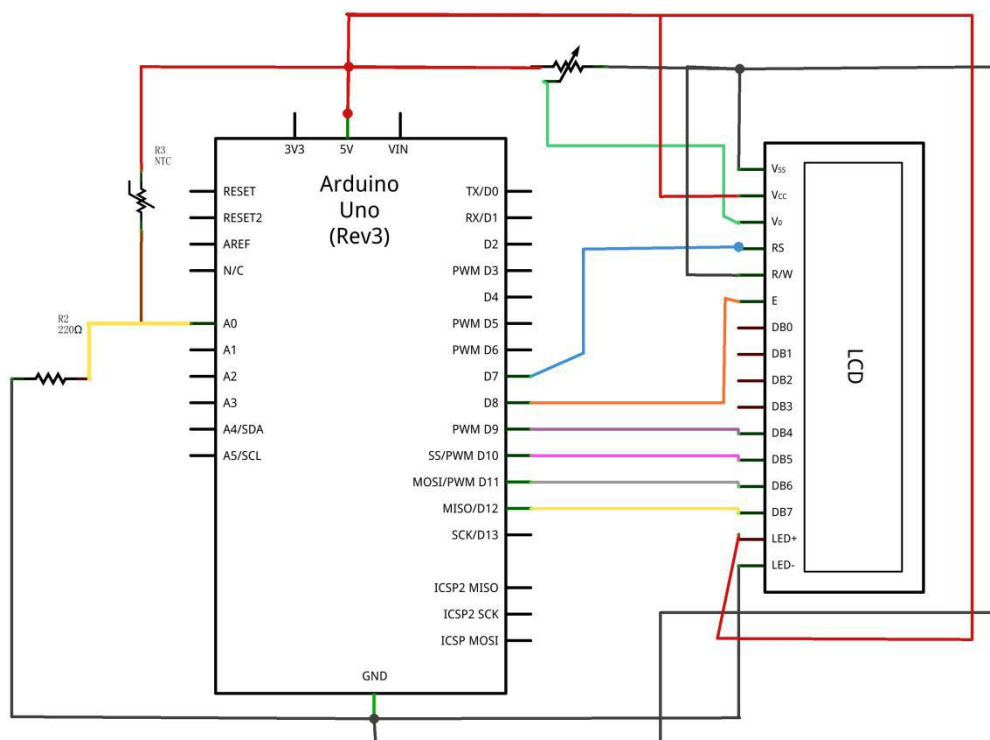 3V3
5V
VIN
R3
NTC
Arduino
Uno
(Rev3)
RESET
RESET2
AREF
N/C
R2
220Ω
A0
A1
A2
A3
A4/SDA
A5/SCL
TX/D0
RX/D1
D2
PWM D3
D4
PWM D5
PWM D6
D7
D8
PWM D9
SS/PWM D10
MOSI/PWM D11
MISO/D12
SCK/D13
ICSP2 MISO
ICSP2 SCK
ICSP MOSI
GND
Vss
Vcc
V0
RS
R/W
E
DB0
DB1
DB2
DB3
DB4
DB5
DB6
DB7
LED+
LED-
LCD